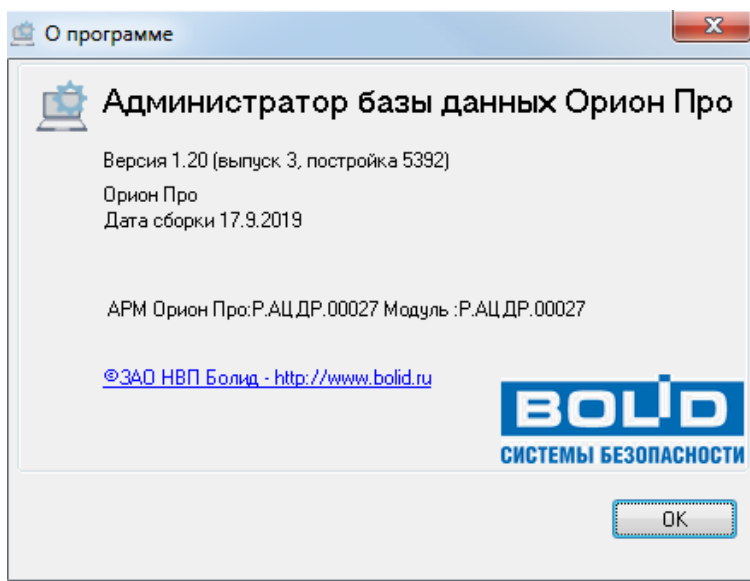 О программе
Администратор базы данных Орион Про
Версия 1.20 (выпуск 3, постройка 5392)
Орион Про
Дата сборки 17.9.2019
АРМ Орион Про:Р.АЦДР.00027 Модуль :Р.АЦДР.00027
©ЗАО НВП Болид - http://www.bolid.ru
BOLID
СИСТЕМЫ БЕЗОПАСНОСТИ
OK